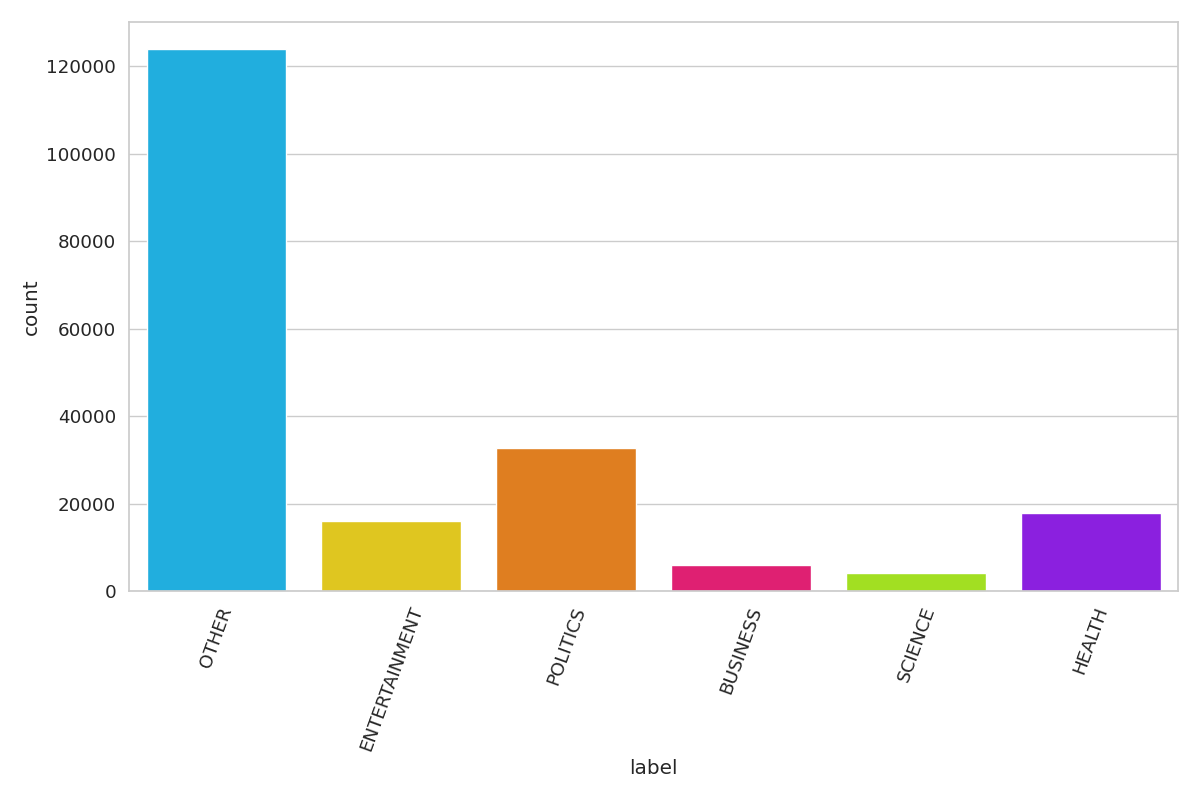 120000
100000
80000
60000
40000
20000
0
count
OTHER
ENTERTAINMENT
POLITICS
BUSINESS
SCIENCE
HEALTH
label